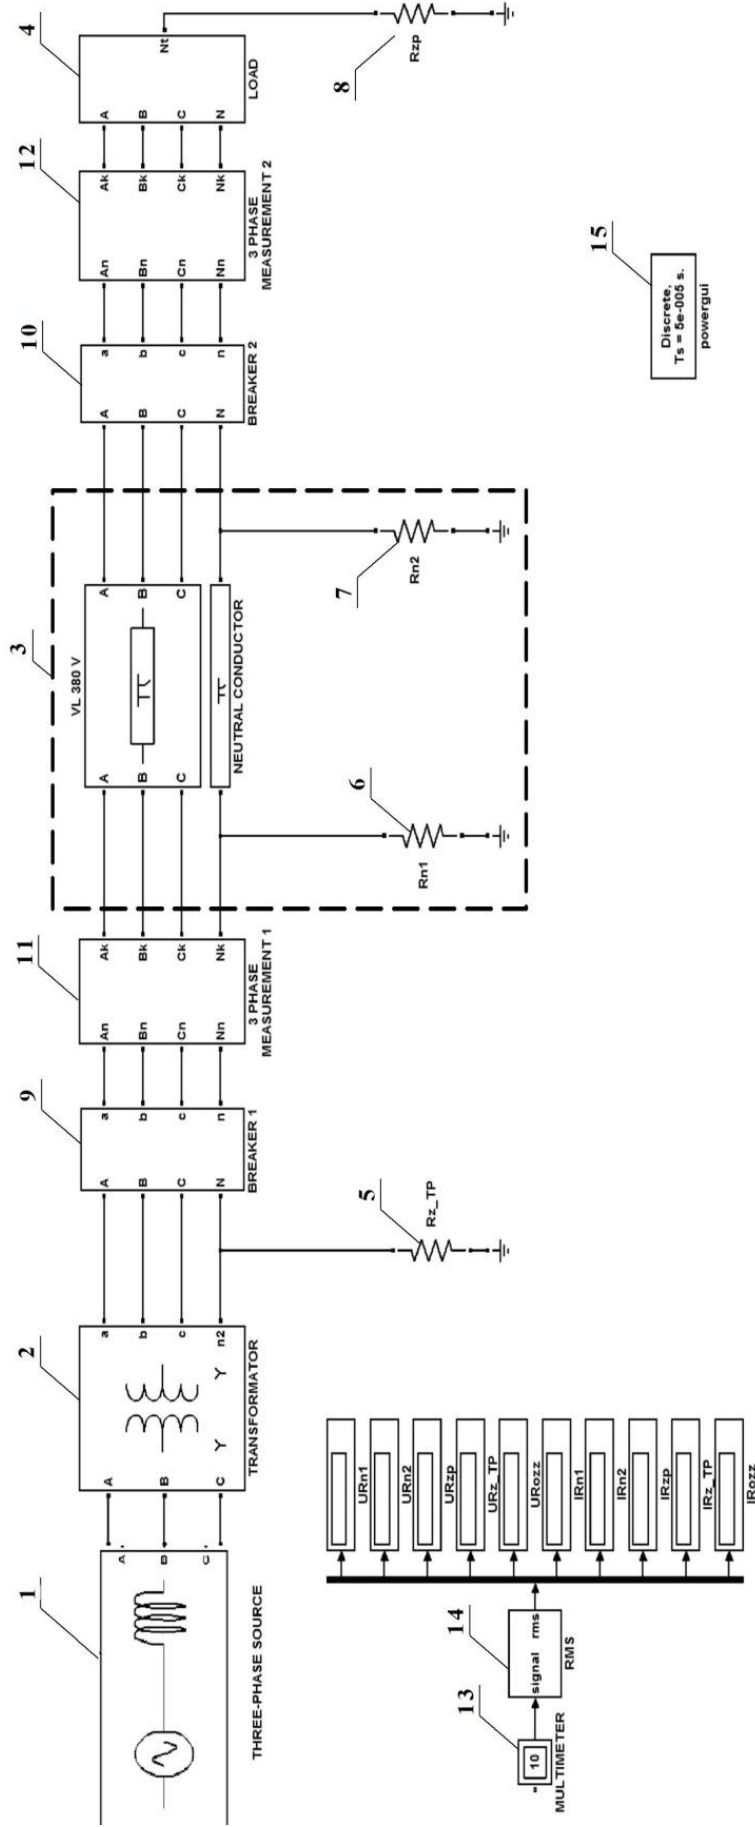 1
A'
B
C'
THREE-PHASE SOURCE
2
A
B
C
a
b
c
n2
Y
Y
TRANSFORMATOR
9
A
B
C
N
a
b
c
n
BREAKER 1
11
An
Bn
Cn
Nn
Ak
Bk
Ck
Nk
3 PHASE
MEASUREMENT 1
3
VL 380 V
A
B
C
A
B
C
NEUTRAL CONDUCTOR
10
A
B
C
N
a
b
c
n
BREAKER 2
12
An
Bn
Cn
Nn
Ak
Bk
Ck
Nk
3 PHASE
MEASUREMENT 2
4
A
B
C
N
Nt
LOAD
5
Rz_TP
6
Rn1
7
Rn2
8
Rzp
13
10
MULTIMETER
14
signal rms
RMS
URn1
URn2
URzp
URz_TP
URozz
IRn1
IRn2
IRzp
IRz_TP
IRozz
15
Discrete,
Ts = 5e-005 s.
powergui